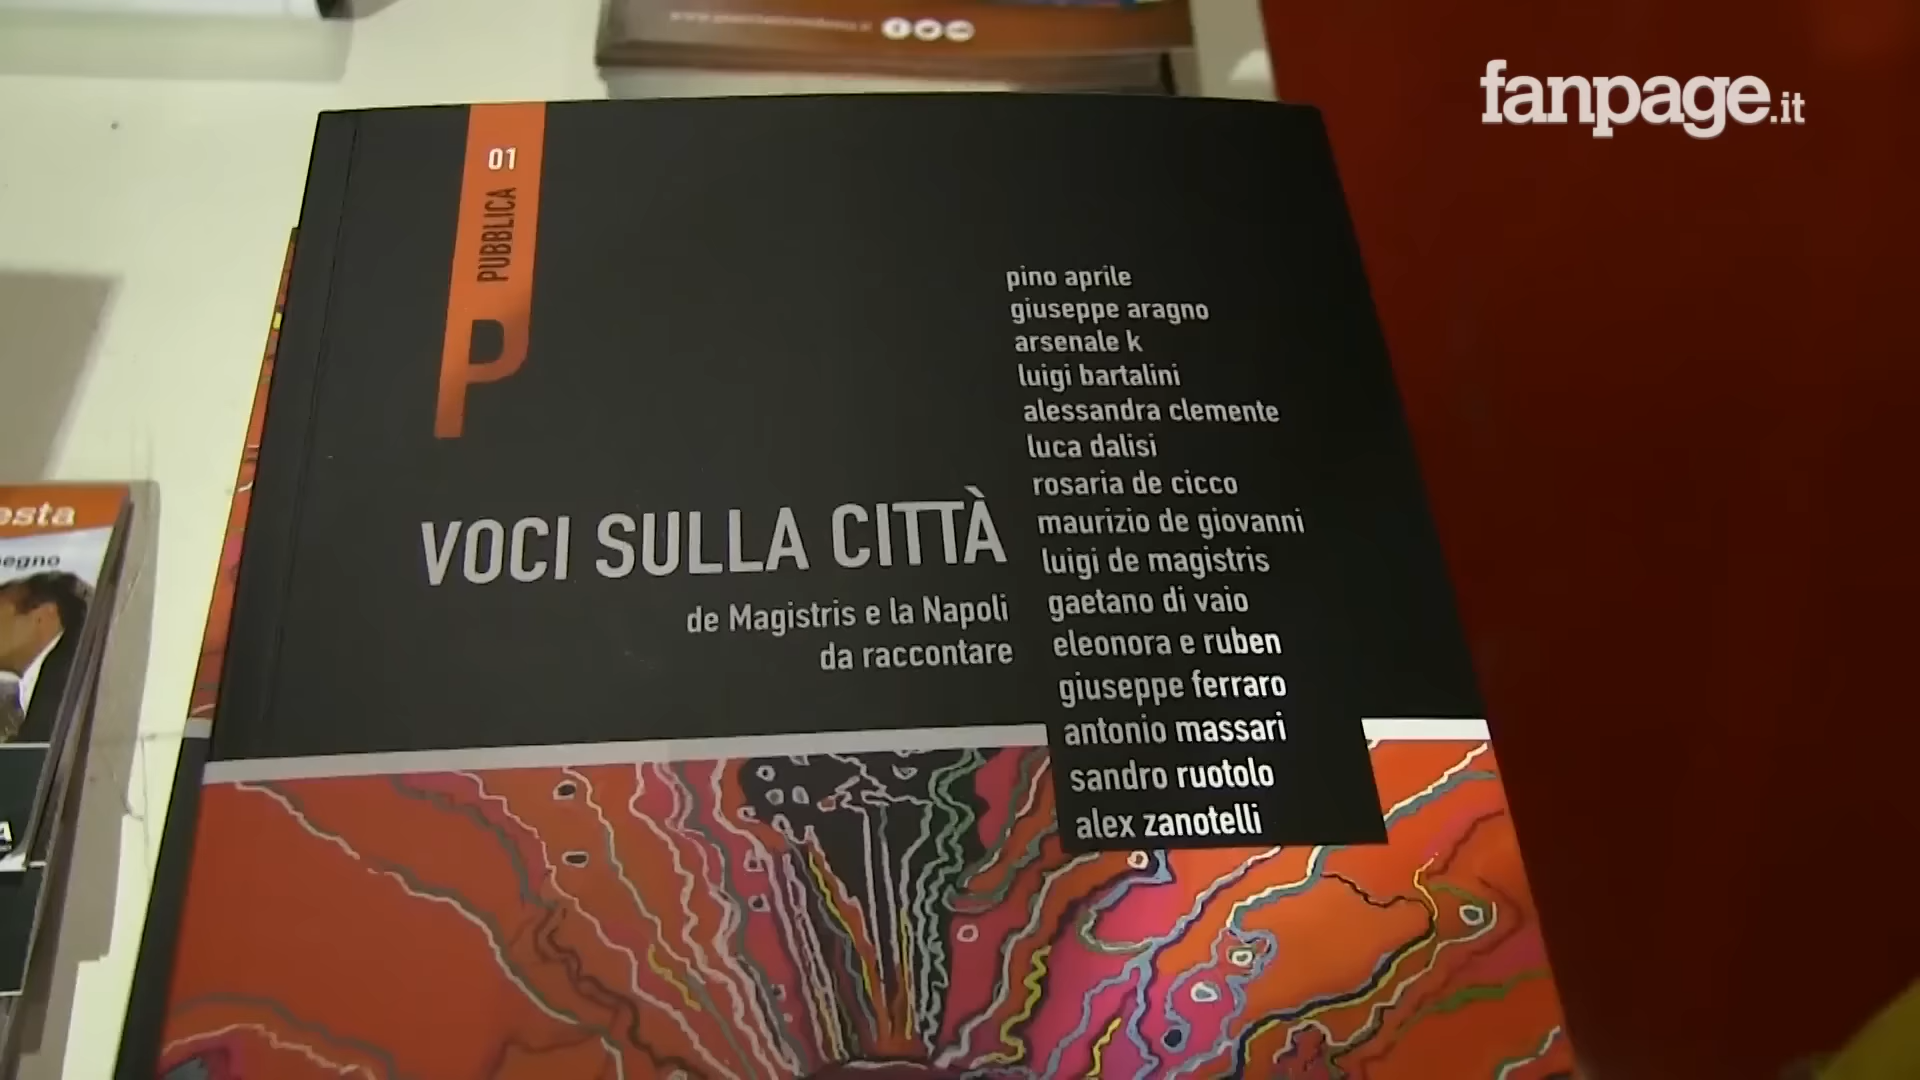 fanpage.it
01
PUBBLICA
P
VOCI SULLA CITTÀ
de Magistris e la Napoli
da raccontare
pino aprile
giuseppe aragno
arsenale k
luigi bartalini
alessandra clemente
luca dalisi
rosaria de cicco
maurizio de giovanni
luigi de magistris
gaetano di vaio
eleonora e ruben
giuseppe ferraro
antonio massari
sandro ruotolo
alex zanotelli
esta
egno
A